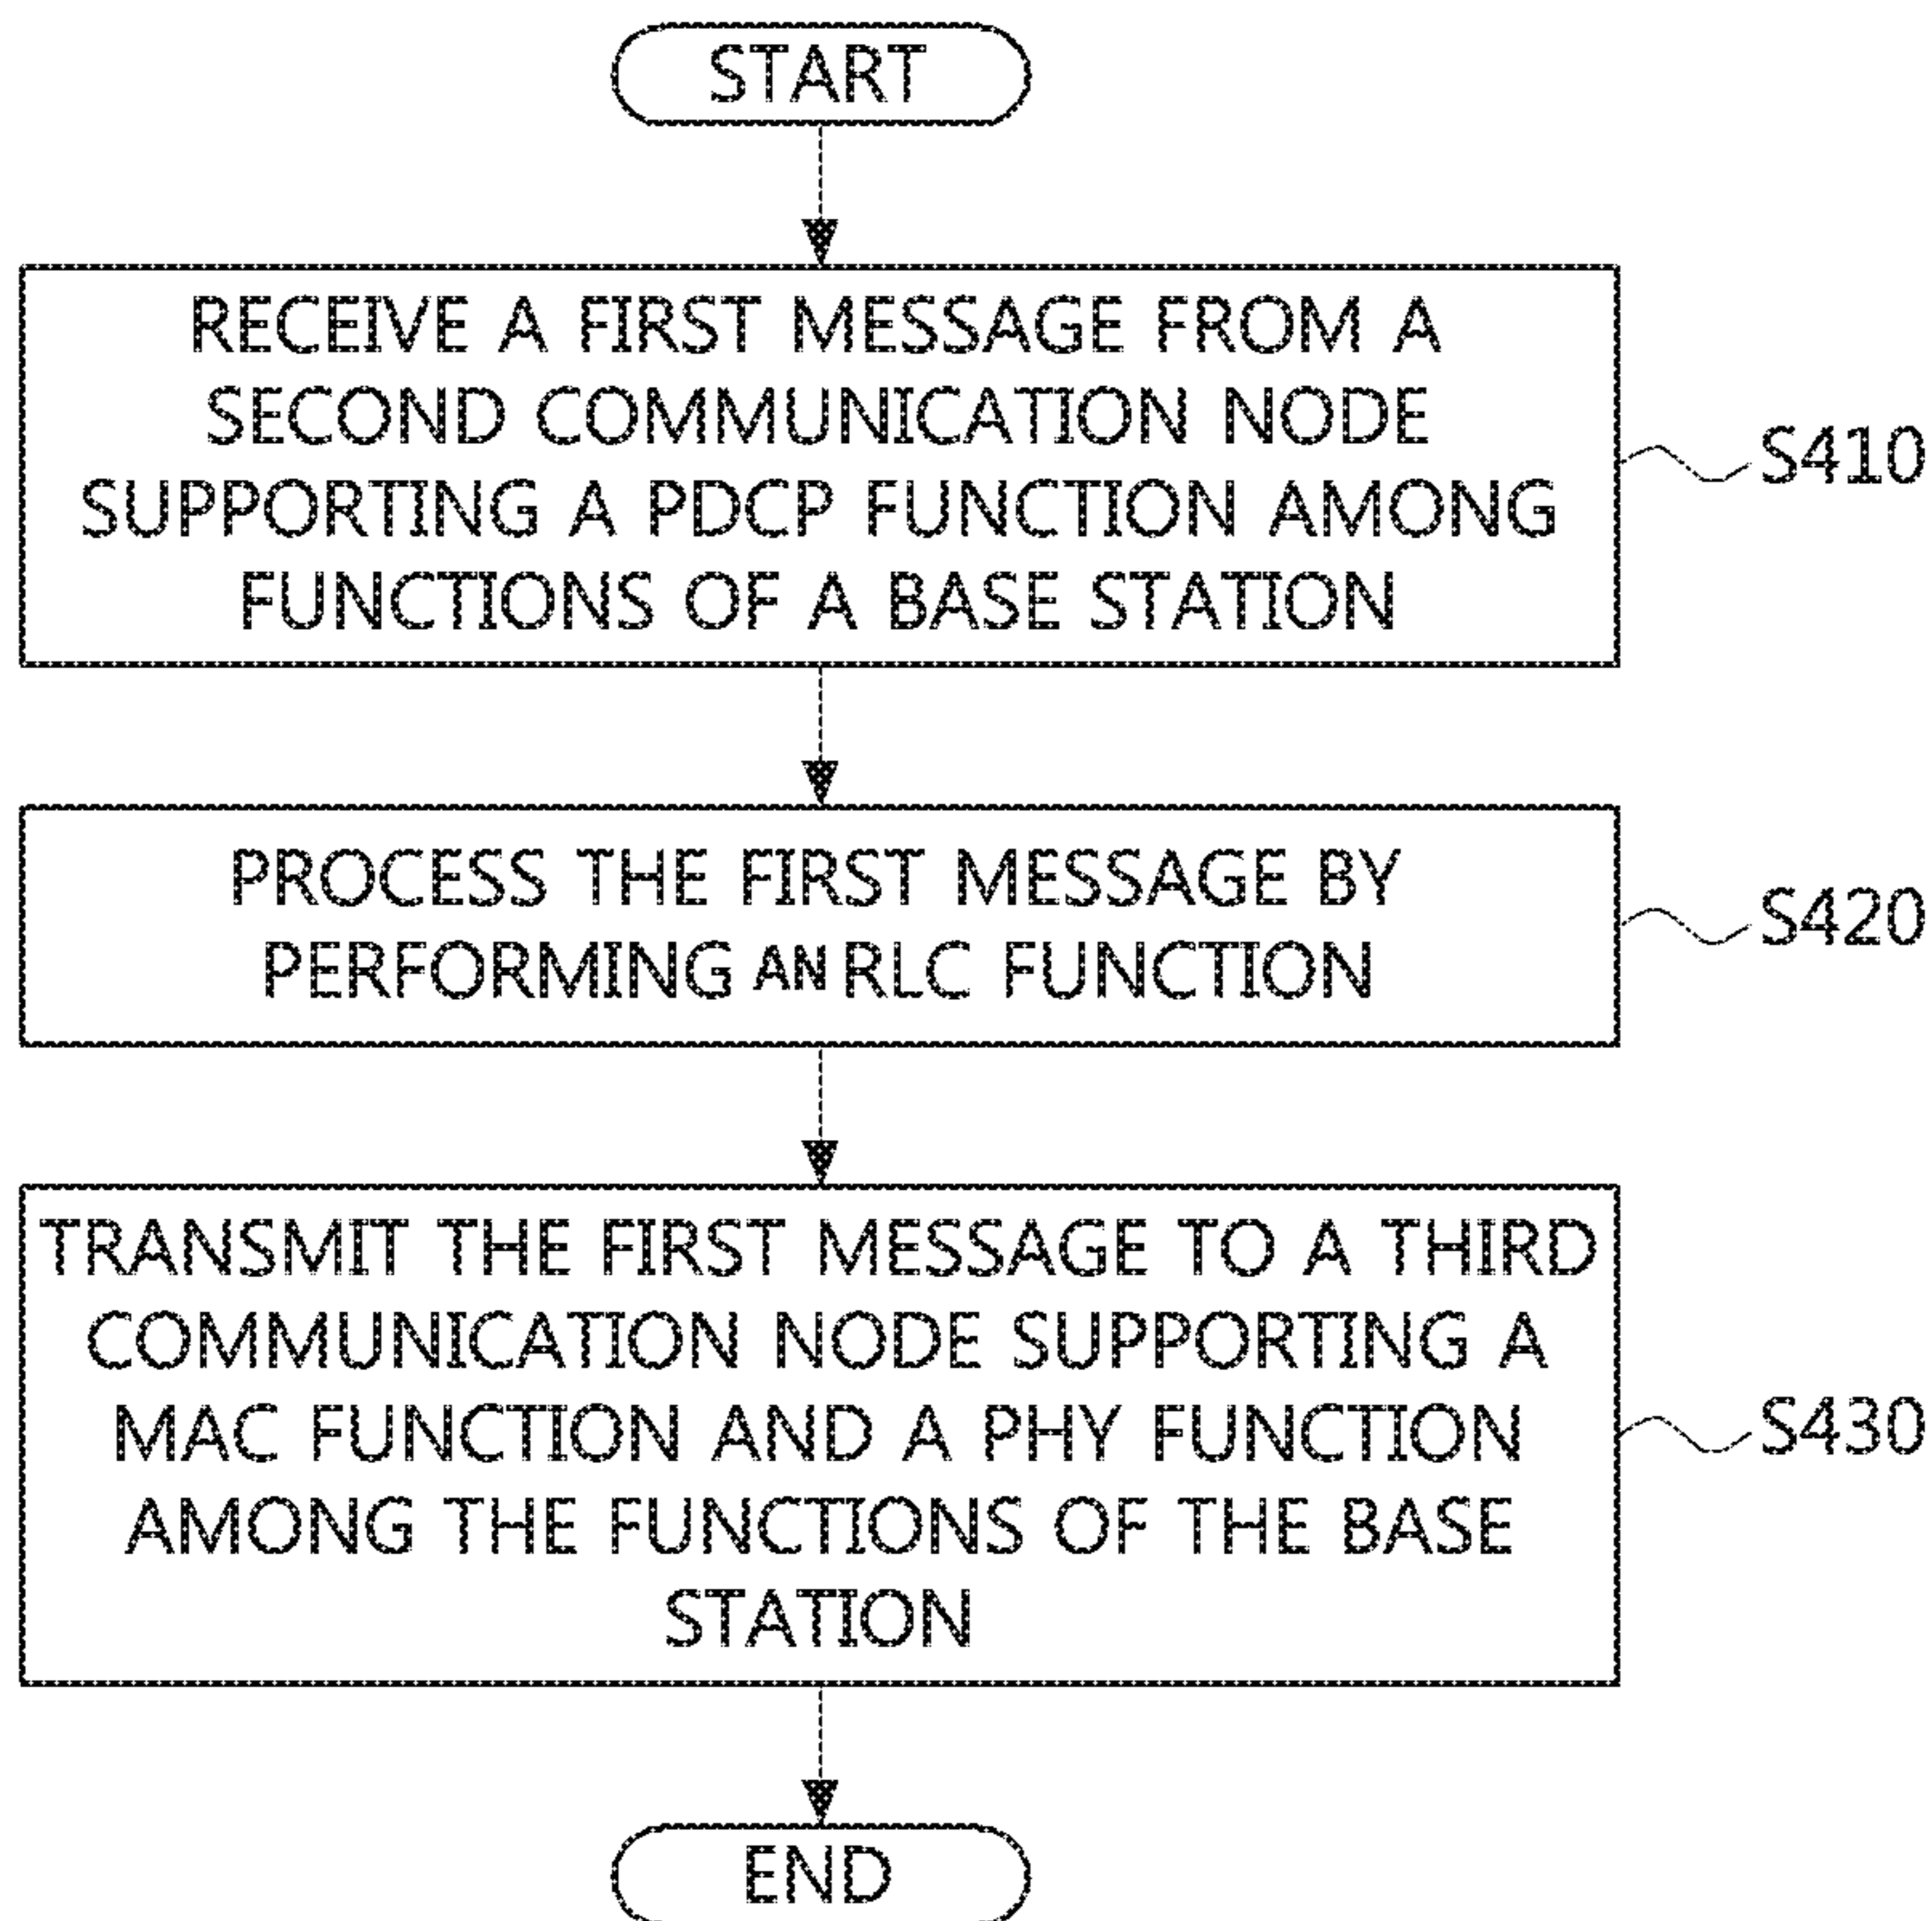 START
RECEIVE A FIRST MESSAGE FROM A
SECOND COMMUNICATION NODE
SUPPORTING A PDCP FUNCTION AMONG
FUNCTIONS OF A BASE STATION
S410
PROCESS THE FIRST MESSAGE BY
PERFORMING AN RLC FUNCTION
S420
TRANSMIT THE FIRST MESSAGE TO A THIRD
COMMUNICATION NODE SUPPORTING A
MAC FUNCTION AND A PHY FUNCTION
AMONG THE FUNCTIONS OF THE BASE
STATION
S430
END